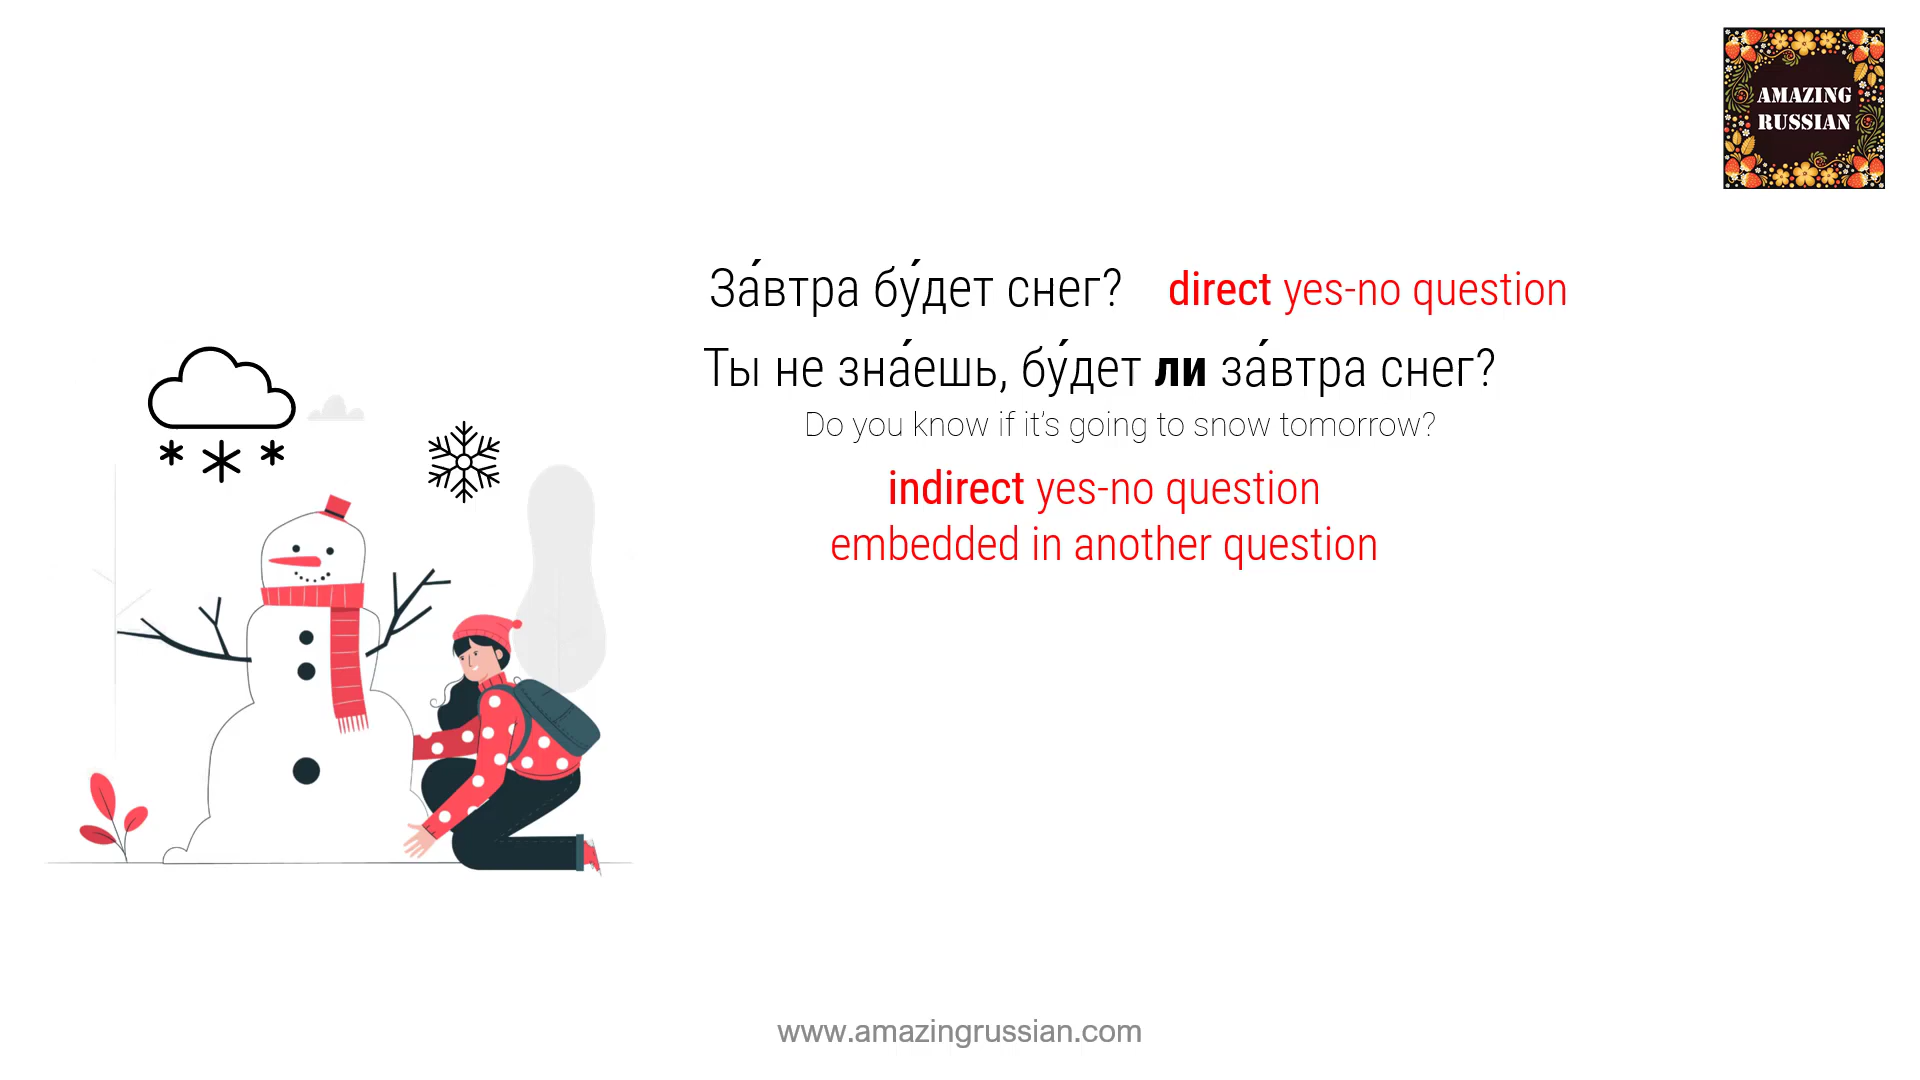 AMAZING
RUSSIAN
За́втра бу́дет снег? direct yes-no question
Ты не зна́ешь, бу́дет ли за́втра снег?
Do you know if it’s going to snow tomorrow?
indirect yes-no question
embedded in another question
www.amazingrussian.com